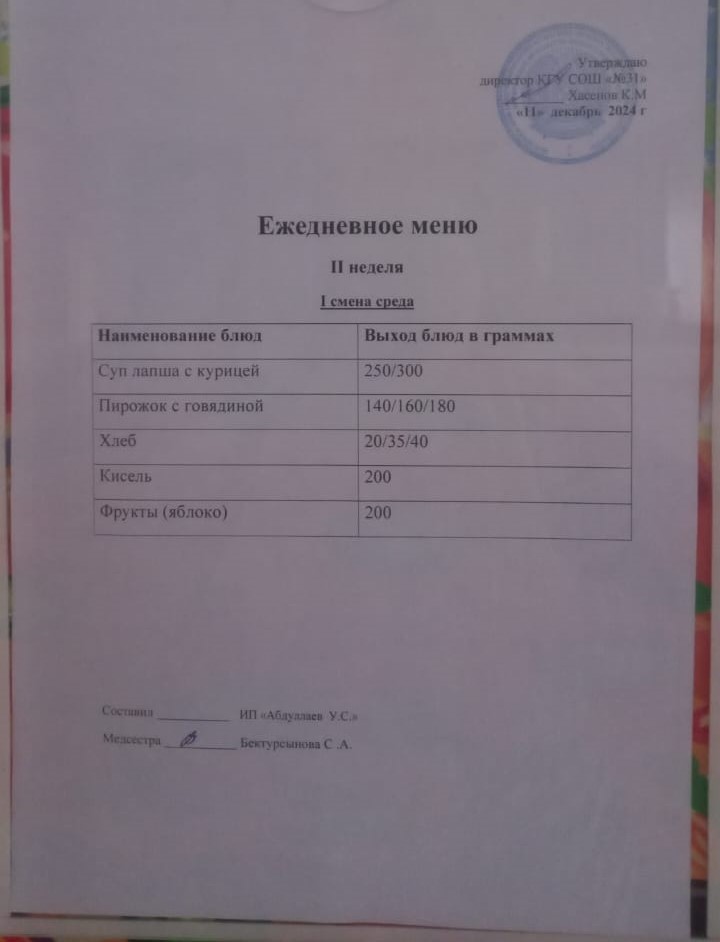 Утверждаю
директор КГУ СОШ «№31»
Хасенов К.М
«11» декабрь 2024 г
Ежедневное меню
II неделя
I смена среда
Наименование блюд Выход блюд в граммах
Суп лапша с курицей 250/300
Пирожок с говядиной 140/160/180
Хлеб 20/35/40
Кисель 200
Фрукты (яблоко) 200
Составил ИП «Абдуллаев У.С.»
Медсестра Бектурсынова С .А.